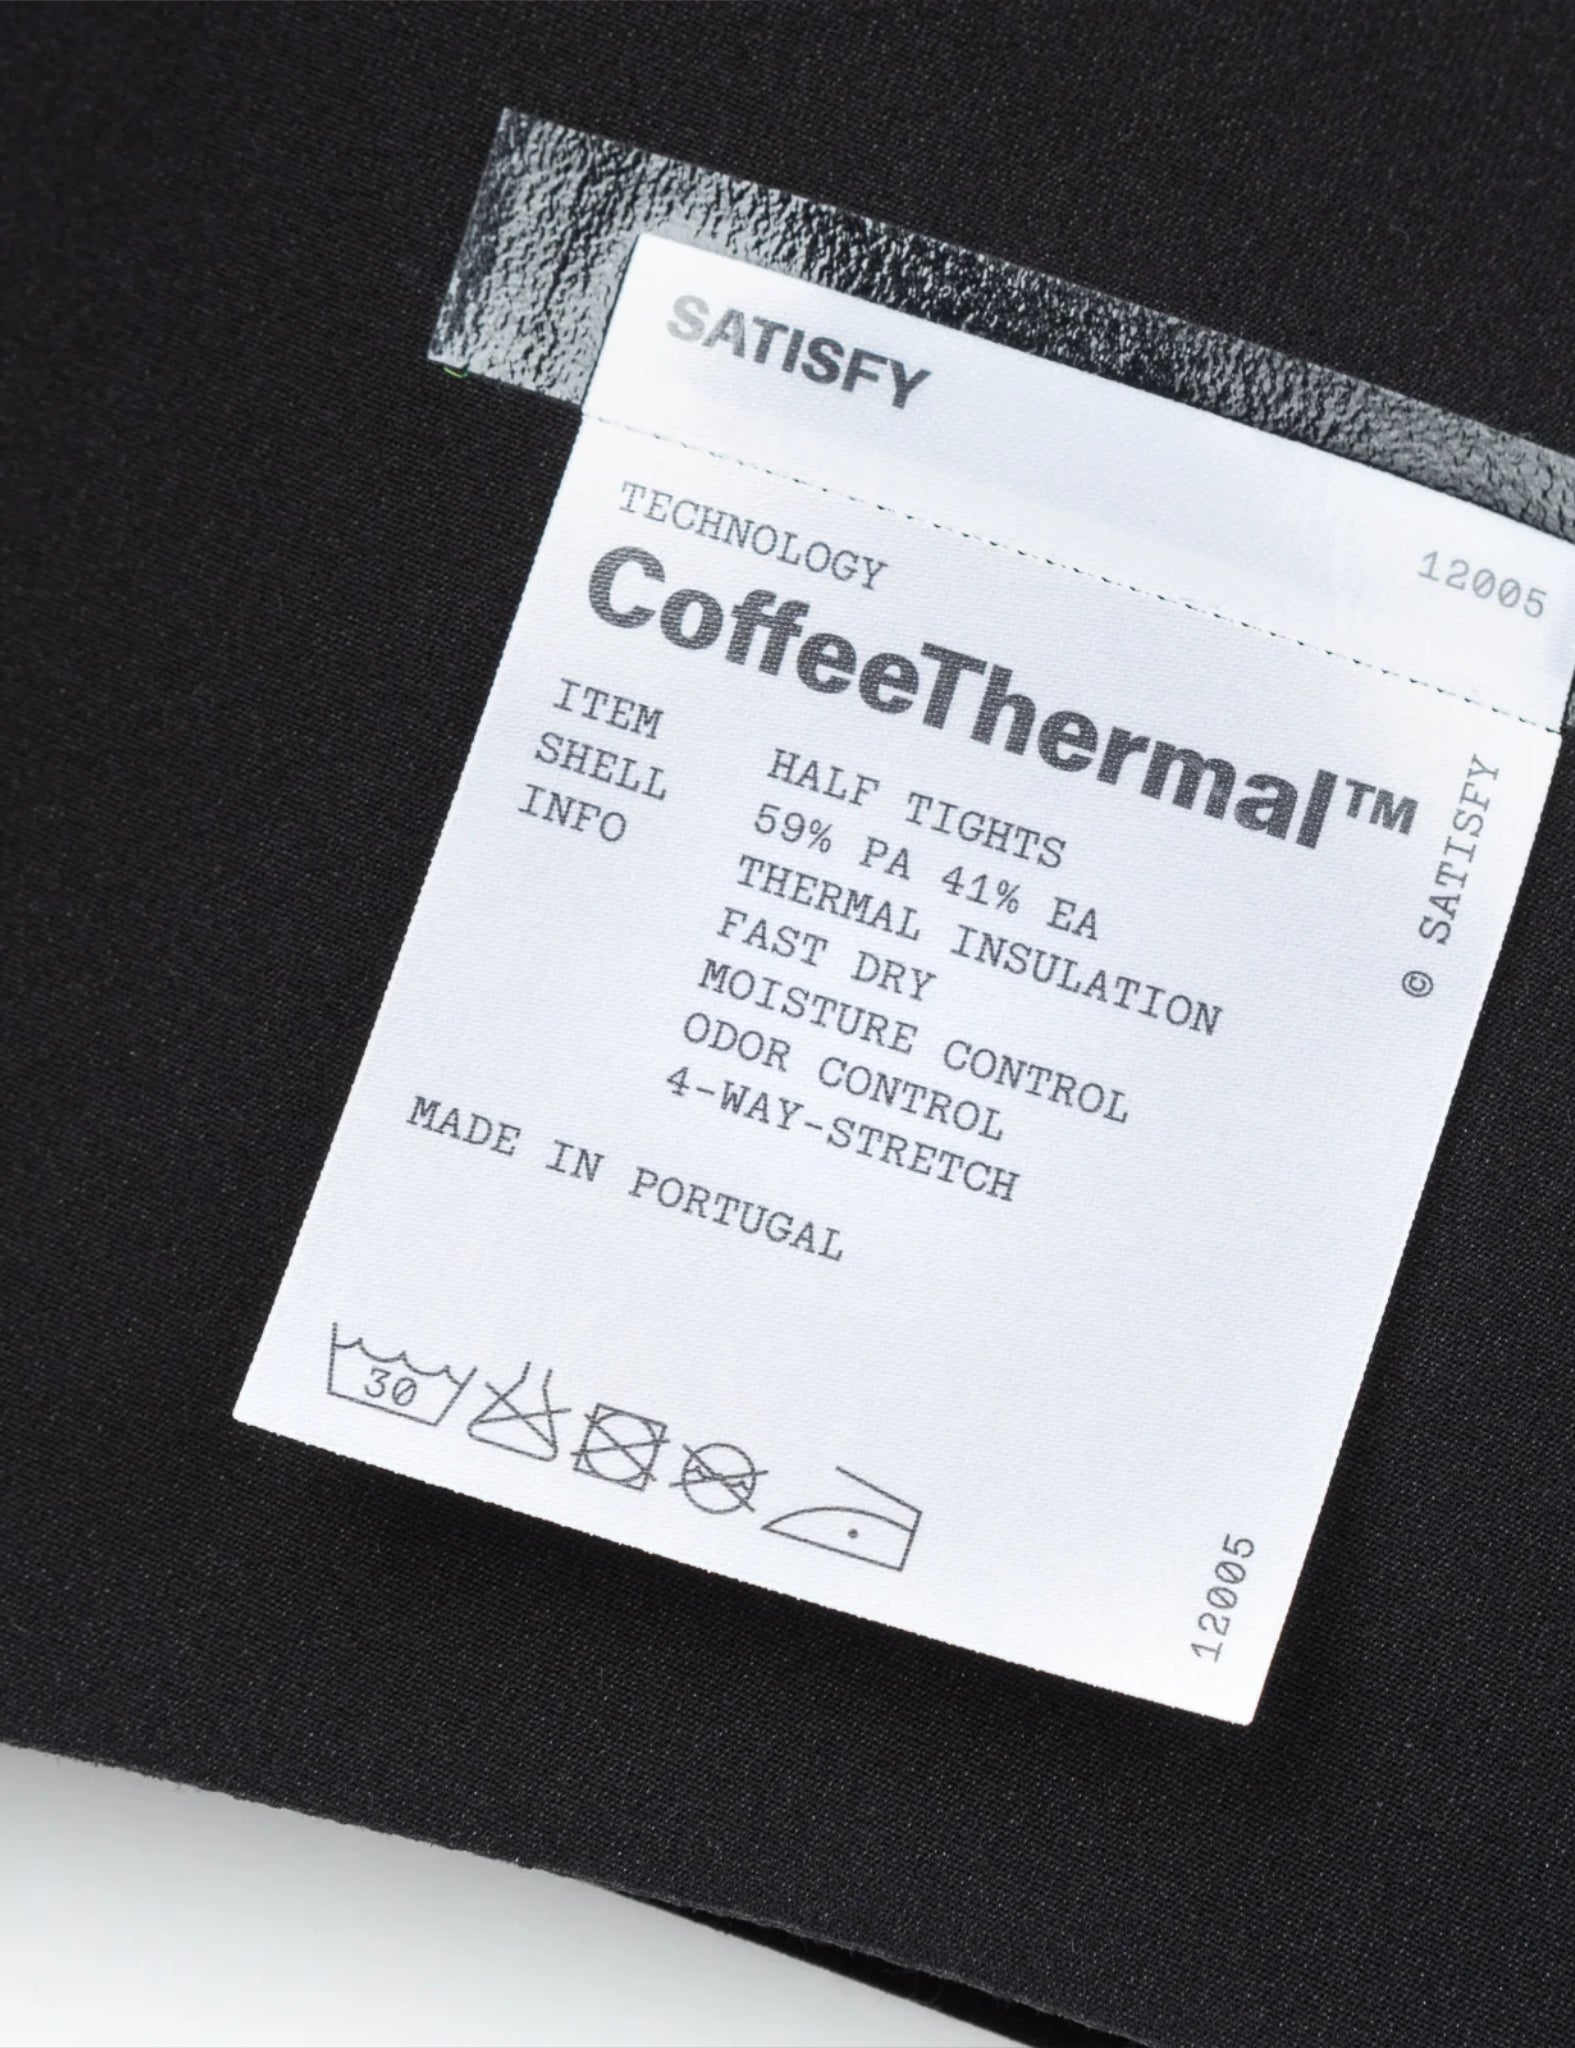 SATISFY
12005
TECHNOLOGY
CoffeeThermal™
ITEM HALF TIGHTS
SHELL 59% PA 41% EA
INFO THERMAL INSULATION
FAST DRY
MOISTURE CONTROL
ODOR CONTROL
4-WAY-STRETCH
MADE IN PORTUGAL
© SATISFY
30
12005